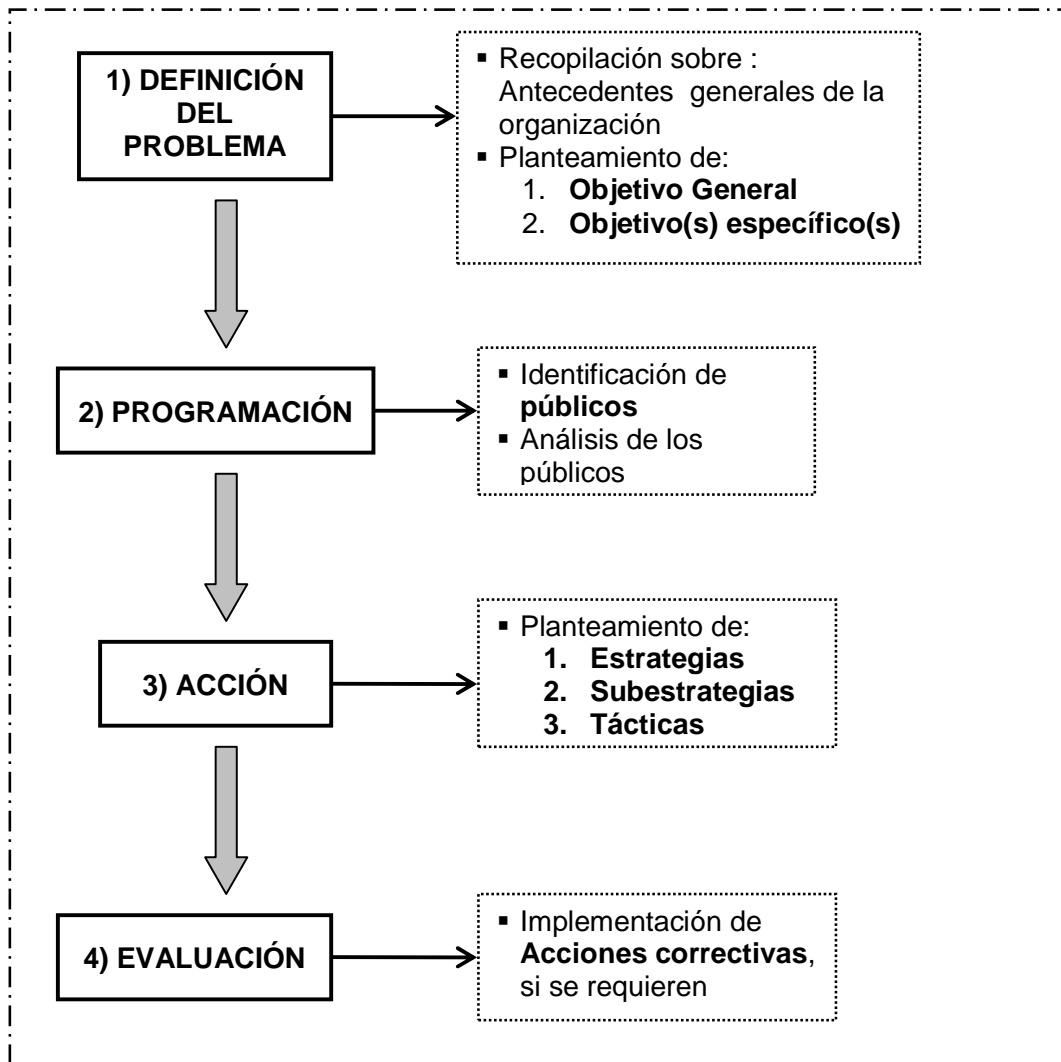 1) DEFINICIÓN
DEL
PROBLEMA
▪ Recopilación sobre :
Antecedentes generales de la
organización
▪ Planteamiento de:
1. Objetivo General
2. Objetivo(s) específico(s)
2) PROGRAMACIÓN
▪ Identificación de
públicos
▪ Análisis de los
públicos
3) ACCIÓN
▪ Planteamiento de:
1. Estrategias
2. Subestrategias
3. Tácticas
4) EVALUACIÓN
▪ Implementación de
Acciones correctivas,
si se requieren